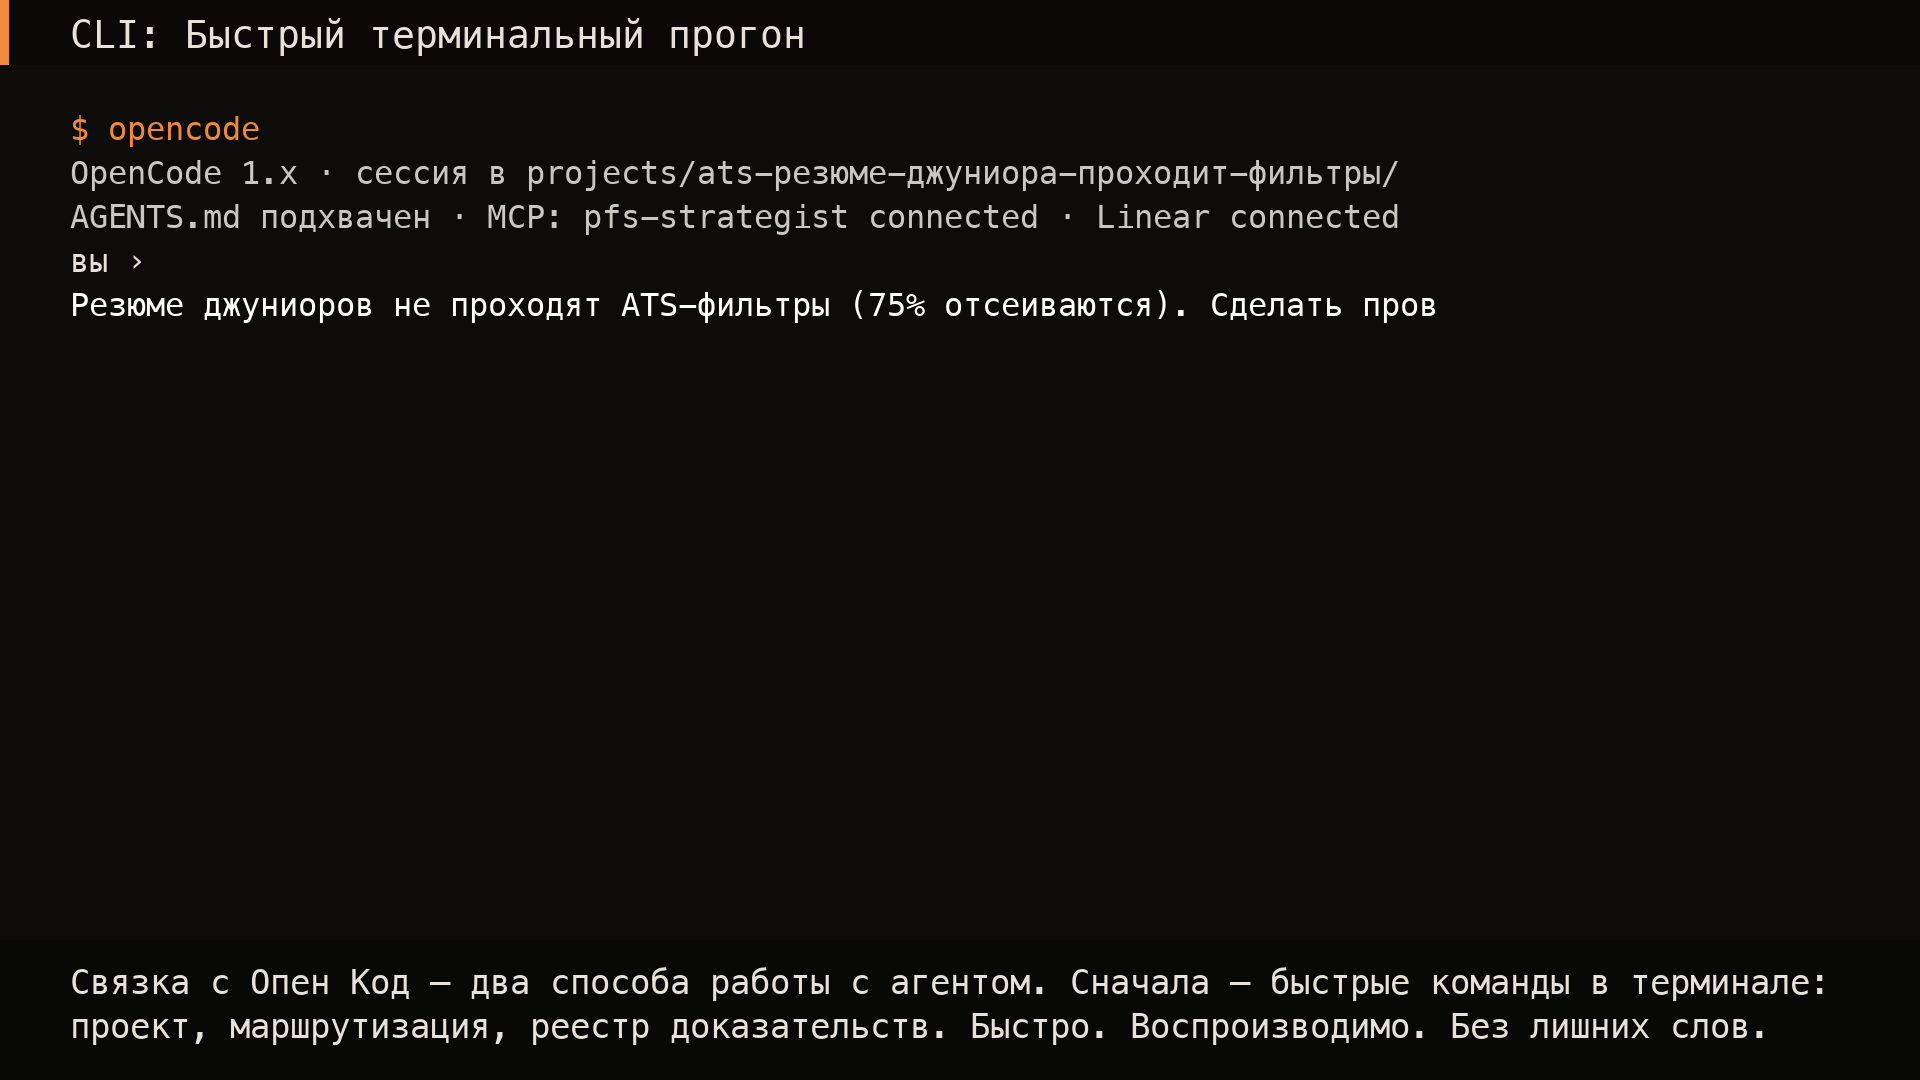 CLI: Быстрый терминальный прогон
$ opencode
OpenCode 1.x · сессия в projects/ats-резюме-джуниора-проходит-фильтры/
AGENTS.md подхвачен · MCP: pfs-strategist connected · Linear connected
вы ›
Резюме джуниоров не проходят ATS-фильтры (75% отсеиваются). Сделать пров
Связка с Опен Код — два способа работы с агентом. Сначала — быстрые команды в терминале:
проект, маршрутизация, реестр доказательств. Быстро. Воспроизводимо. Без лишних слов.